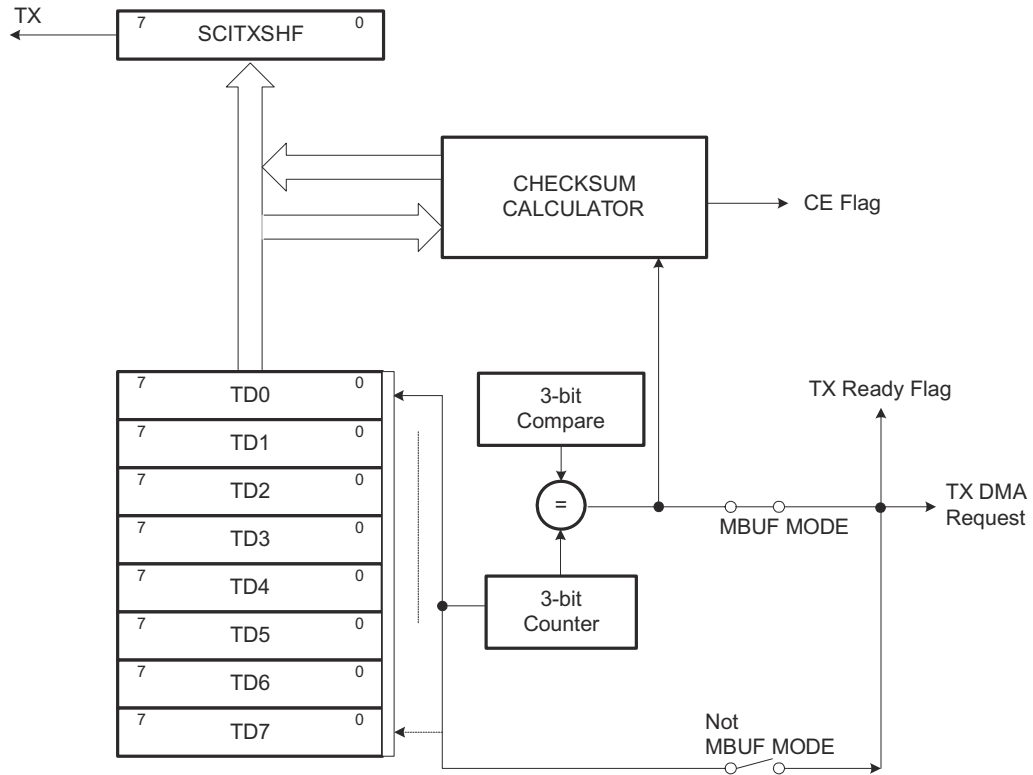 TX
7 SCITXSHF 0
CHECKSUM
CALCULATOR
CE Flag
7 TD0 0
7 TD1 0
7 TD2 0
7 TD3 0
7 TD4 0
7 TD5 0
7 TD6 0
7 TD7 0
3-bit
Compare
=
3-bit
Counter
TX Ready Flag
MBUF MODE
TX DMA
Request
Not
MBUF MODE